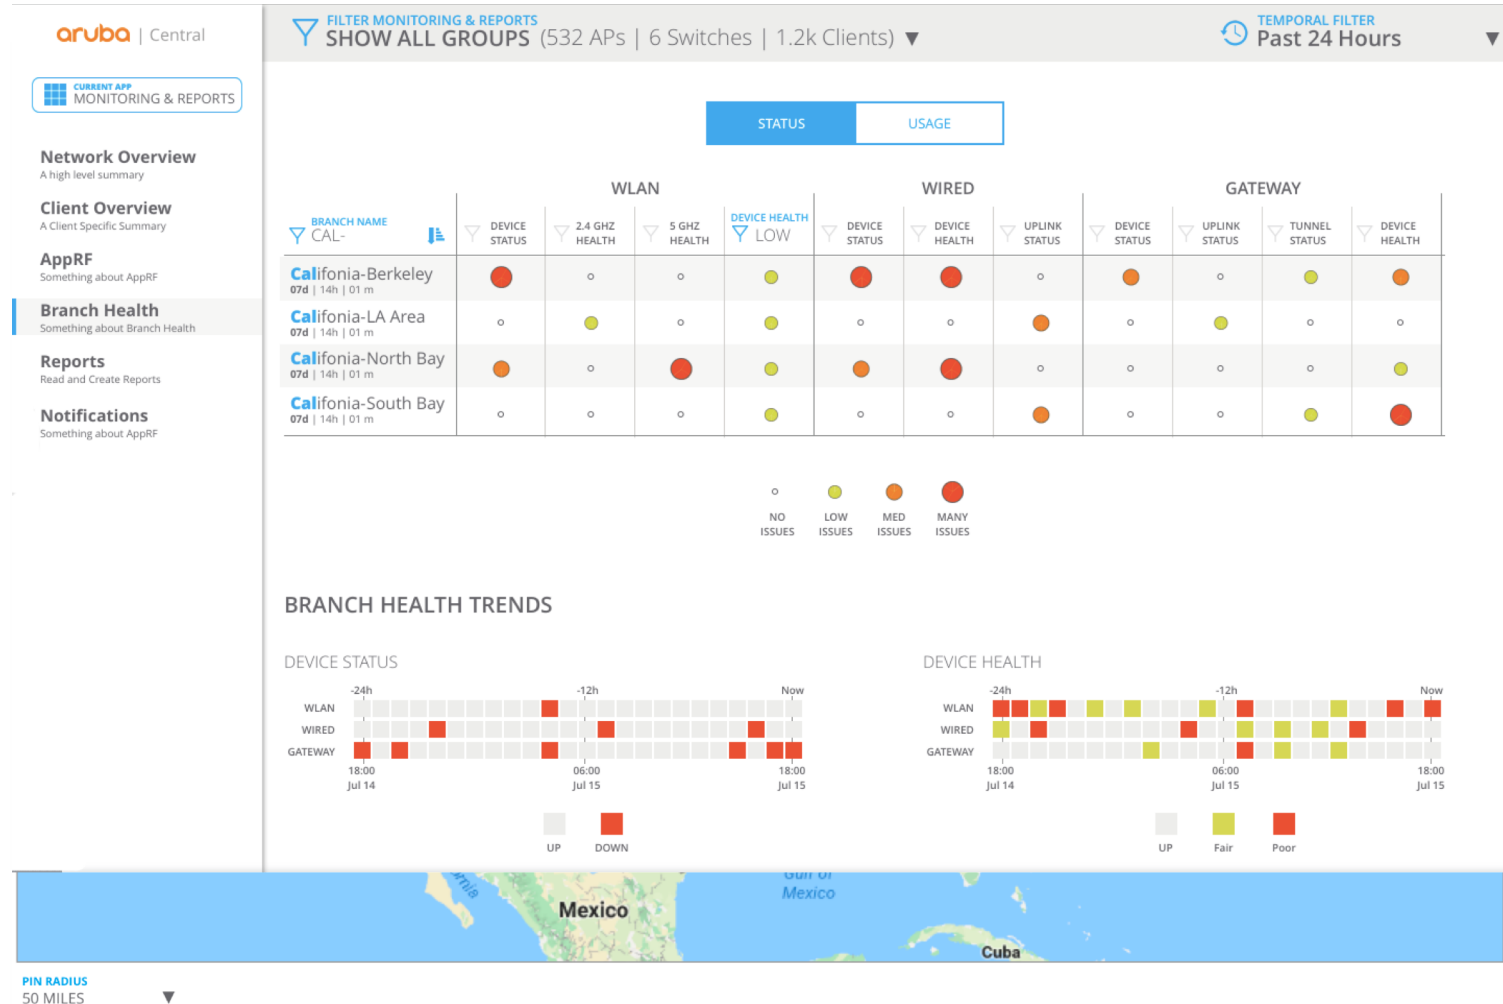 aruba | Central
FILTER MONITORING & REPORTS
SHOW ALL GROUPS (532 APs | 6 Switches | 1.2k Clients) ▼
TEMPORAL FILTER
Past 24 Hours ▼
CURRENT APP
MONITORING & REPORTS
Network Overview
A high level summary
Client Overview
A Client Specific Summary
AppRF
Something about AppRF
Branch Health
Something about Branch Health
Reports
Read and Create Reports
Notifications
Something about AppRF
STATUS USAGE
WLAN WIRED GATEWAY
BRANCH NAME
CAL-
DEVICE STATUS
2.4 GHZ HEALTH
5 GHZ HEALTH
DEVICE HEALTH
LOW
DEVICE STATUS
DEVICE HEALTH
UPLINK STATUS
DEVICE STATUS
UPLINK STATUS
TUNNEL STATUS
DEVICE HEALTH
Califonia-Berkeley
07d | 14h | 01 m
Califonia-LA Area
07d | 14h | 01 m
Califonia-North Bay
07d | 14h | 01 m
Califonia-South Bay
07d | 14h | 01 m
NO ISSUES
LOW ISSUES
MED ISSUES
MANY ISSUES
BRANCH HEALTH TRENDS
DEVICE STATUS
-24h -12h Now
WLAN
WIRED
GATEWAY
18:00 06:00 18:00
Jul 14 Jul 15 Jul 15
UP DOWN
DEVICE HEALTH
-24h -12h Now
WLAN
WIRED
GATEWAY
18:00 06:00 18:00
Jul 14 Jul 15 Jul 15
UP Fair Poor
Gulf of
Mexico
Mexico
Cuba
PIN RADIUS
50 MILES ▼